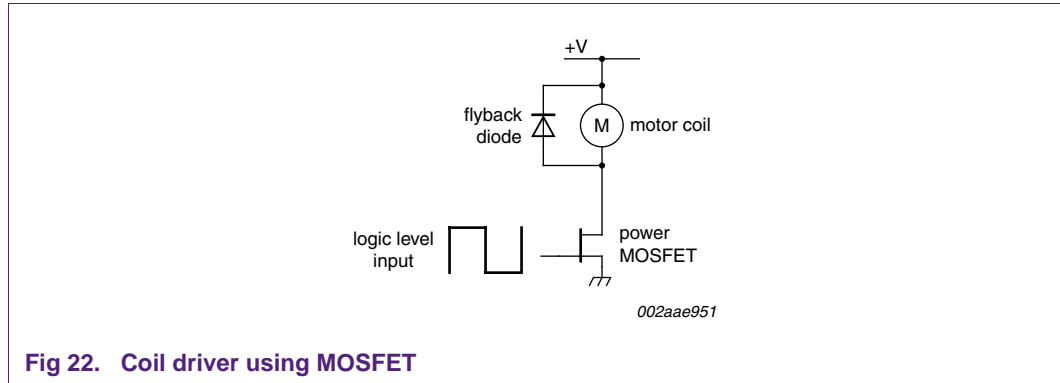 +V
flyback
diode
M
motor coil
logic level
input
power
MOSFET
002aae951
Fig 22. Coil driver using MOSFET